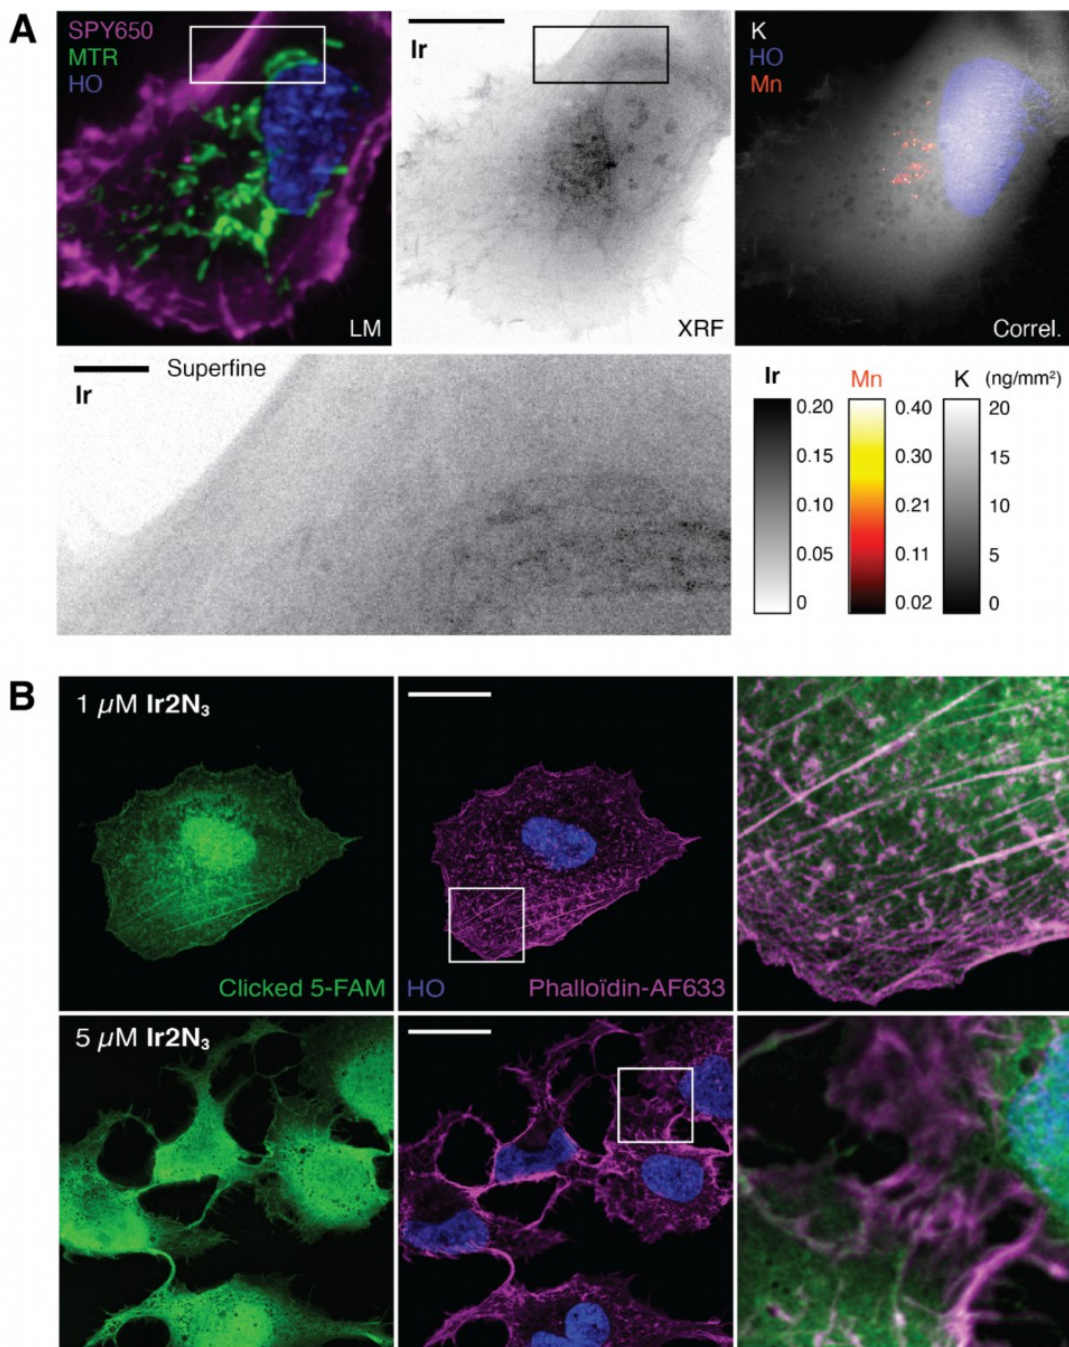 A
SPY650
MTR
HO
LM
Ir
XRF
K
HO
Mn
Correl.
Superfine
Ir
Ir Mn K (ng/mm²)
0.20 0.40 20
0.15 0.30 15
0.10 0.21 10
0.05 0.11 5
0 0.02 0
B
1 µM Ir2N₃
Clicked 5-FAM
HO Phalloïdin-AF633
5 µM Ir2N₃